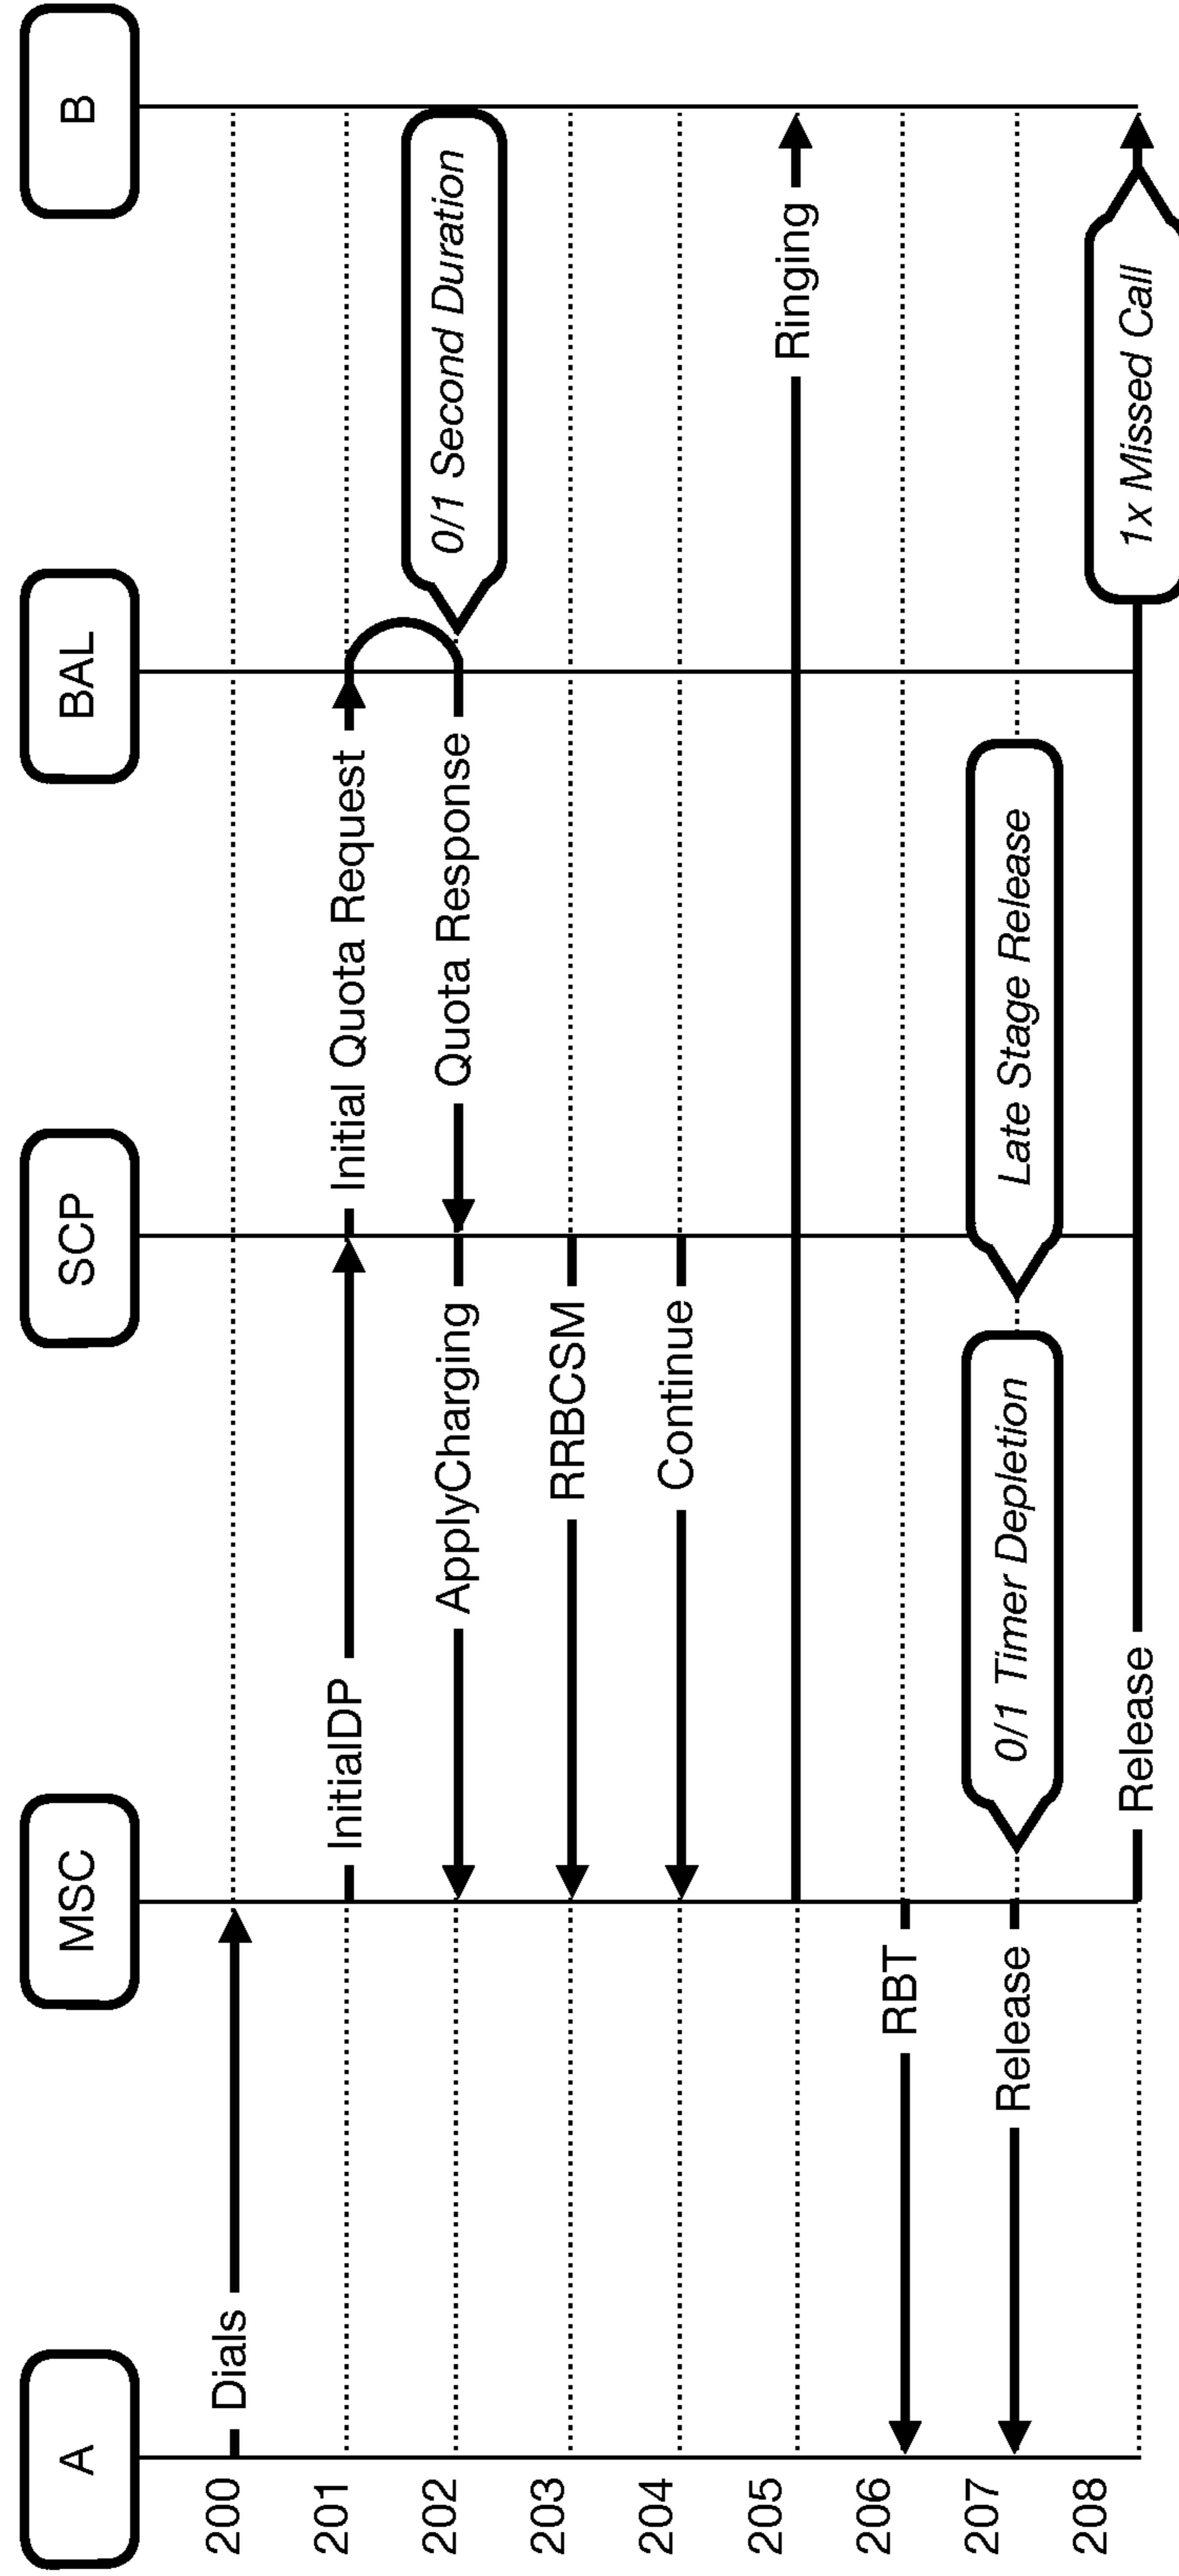 A
MSC
SCP
BAL
B
200
Dials
201
InitialDP
Initial Quota Request
202
ApplyCharging
Quota Response
0/1 Second Duration
203
RRBCSM
204
Continue
205
Ringing
206
RBT
207
Release
0/1 Timer Depletion
Late Stage Release
208
Release
1x Missed Call